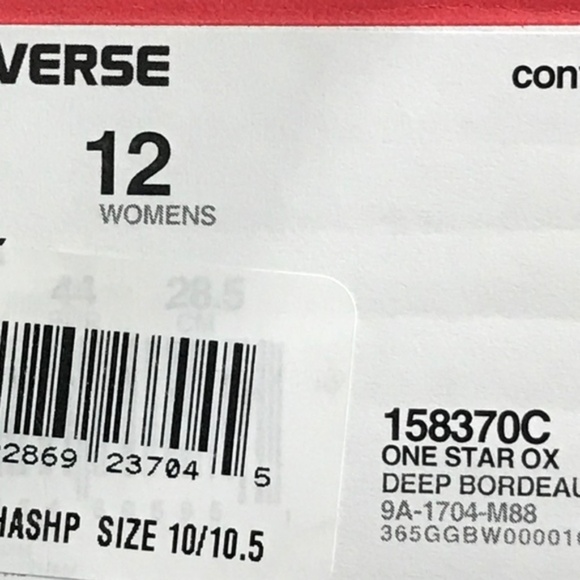 VERSE
con
12
WOMENS
44 28.5
CM
2869 23704 5
HASHP SIZE 10/10.5
158370C
ONE STAR OX
DEEP BORDEAU
9A-1704-M88
365GGBW00001